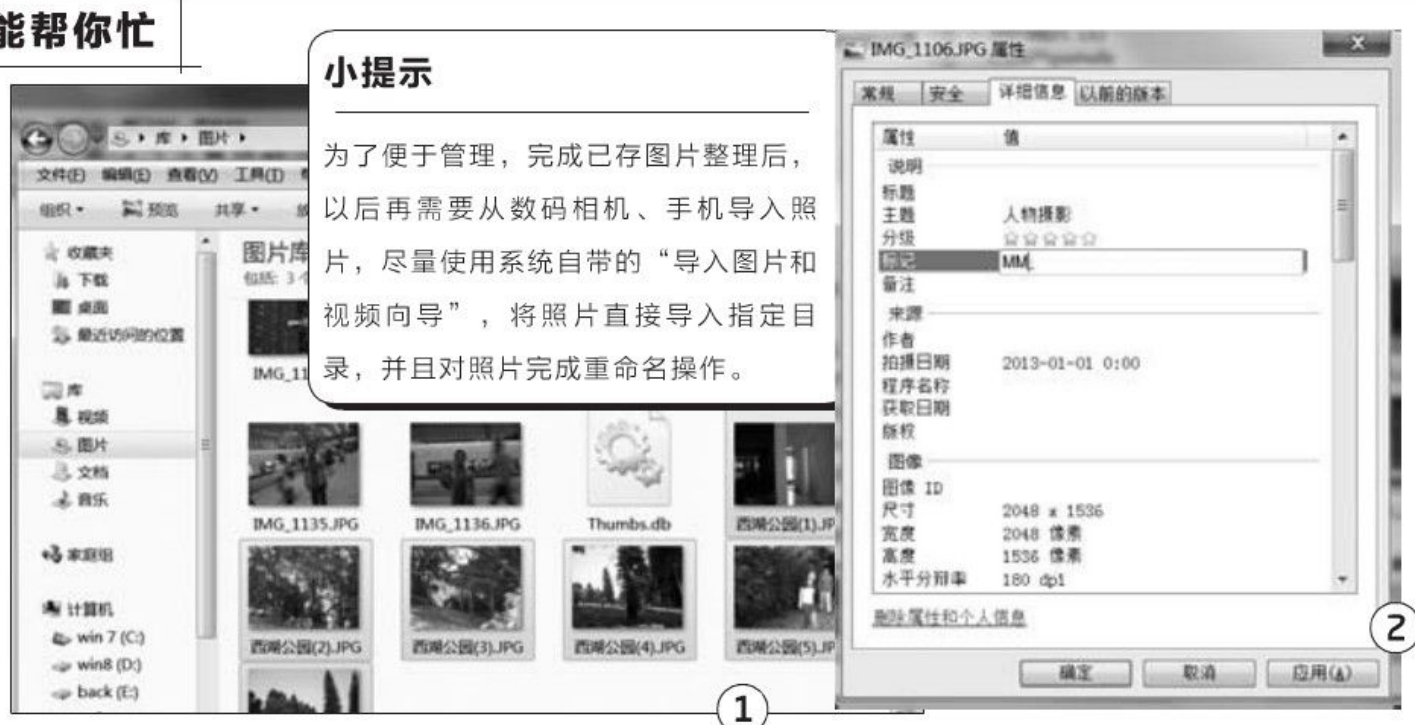 能帮你忙
小提示
为了便于管理，完成已存图片整理后，
以后再需要从数码相机、手机导入照
片，尽量使用系统自带的“导入图片和
视频向导”，将照片直接导入指定目
录，并且对照片完成重命名操作。
库 图片
文件(F) 编辑(E) 查看(V) 工具(T)
组织 预览 共享
收藏夹
下载
桌面
最近访问的位置
库
视频
图片
文档
音乐
家庭组
计算机
win 7 (C:)
win8 (D:)
back (E:)
图片库
包括: 3 个
IMG_11
IMG_1135.JPG IMG_1136.JPG Thumbs.db 西湖公园(1).JP
西湖公园(2).JPG 西湖公园(3).JPG 西湖公园(4).JPG 西湖公园(5).JP
1
IMG_1106.JPG 属性
常规 安全 详细信息 以前的版本
属性 值
说明
标题
主题 人物摄影
分级
标记 MM
备注
来源
作者
拍摄日期 2013-01-01 0:00
程序名称
获取日期
版权
图像
图像 ID
尺寸 2048 x 1536
宽度 2048 像素
高度 1536 像素
水平分辩率 180 dpi
删除属性和个人信息
确定 取消 应用(A)
2